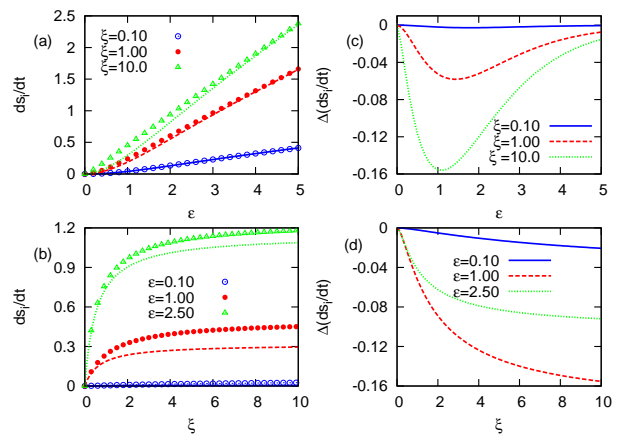 (a)
ds_i/dt
2.5
2
1.5
1
0.5
0
ξ=0.10
ξ=1.00
ξ=10.0
0 1 2 3 4 5
ε
(c)
Δ(ds_i/dt)
0
-0.04
-0.08
-0.12
-0.16
ξ=0.10
ξ=1.00
ξ=10.0
0 1 2 3 4 5
ε
(b)
ds_i/dt
1.2
0.9
0.6
0.3
0
ε=0.10
ε=1.00
ε=2.50
0 2 4 6 8 10
ξ
(d)
Δ(ds_i/dt)
0
-0.04
-0.08
-0.12
-0.16
ε=0.10
ε=1.00
ε=2.50
0 2 4 6 8 10
ξ